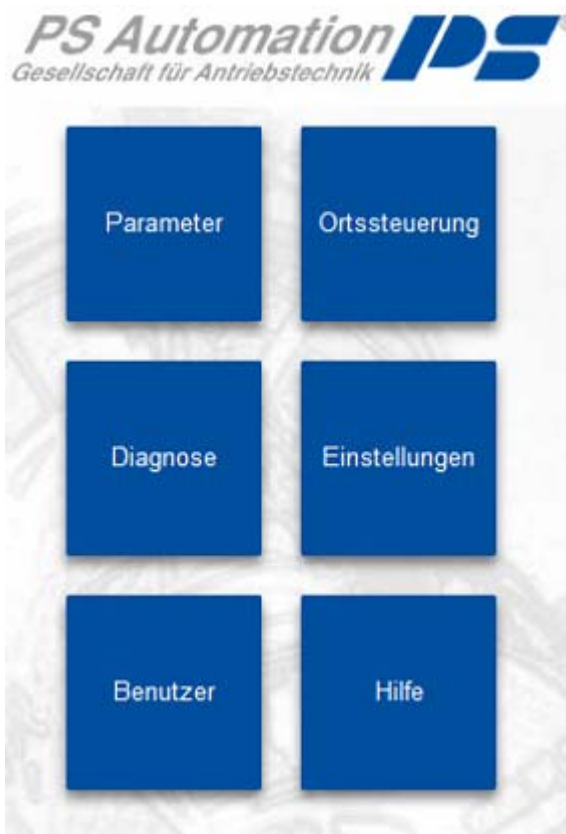 PS Automation
Gesellschaft für Antriebstechnik
PS
Parameter
Ortssteuerung
Diagnose
Einstellungen
Benutzer
Hilfe